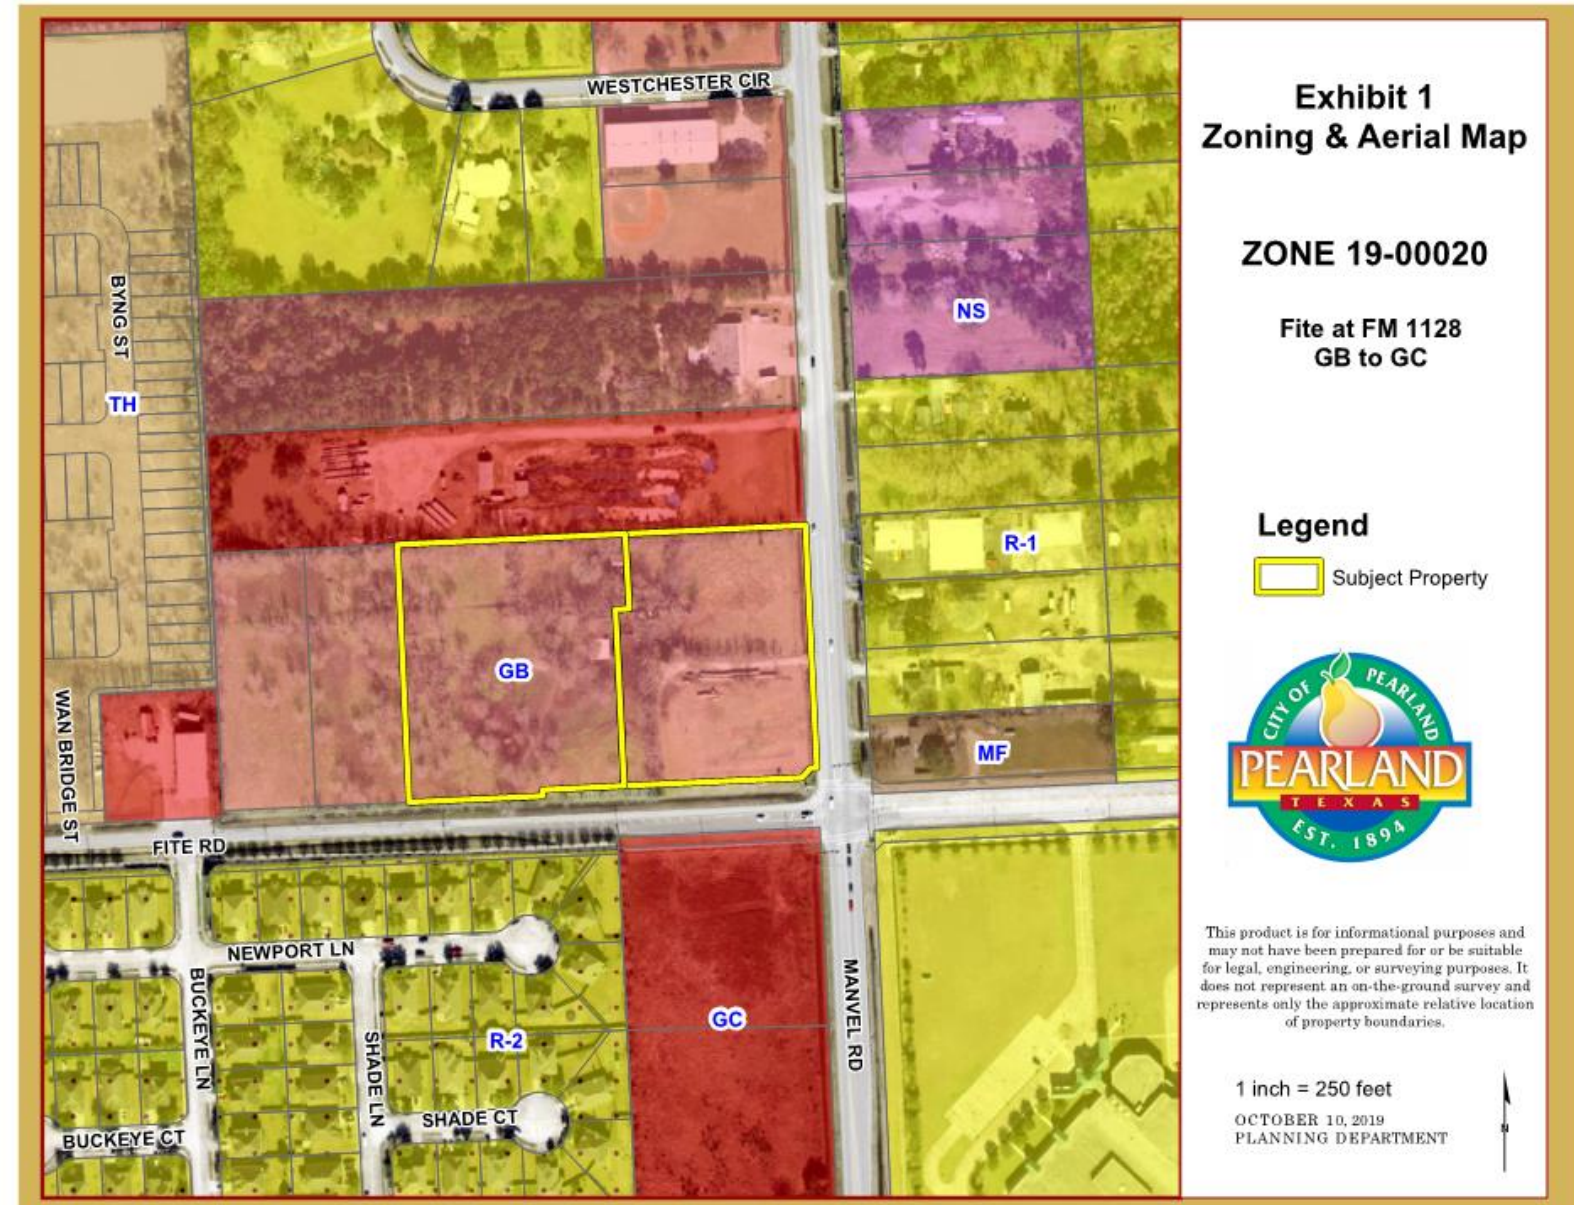 WESTCHESTER CIR
BYNG ST
TH
NS
R-1
GB
MF
WAN BRIDGE ST
FITE RD
NEWPORT LN
BUCKEYE LN
SHADE LN
R-2
GC
MANVEL RD
SHADE CT
BUCKEYE CT
Exhibit 1
Zoning & Aerial Map
ZONE 19-00020
Fite at FM 1128
GB to GC
Legend
Subject Property
CITY OF PEARLAND
PEARLAND
TEXAS
EST. 1894
This product is for informational purposes and
may not have been prepared for or be suitable
for legal, engineering, or surveying purposes. It
does not represent an on-the-ground survey and
represents only the approximate relative location
of property boundaries.
1 inch = 250 feet
OCTOBER 10, 2019
PLANNING DEPARTMENT
N